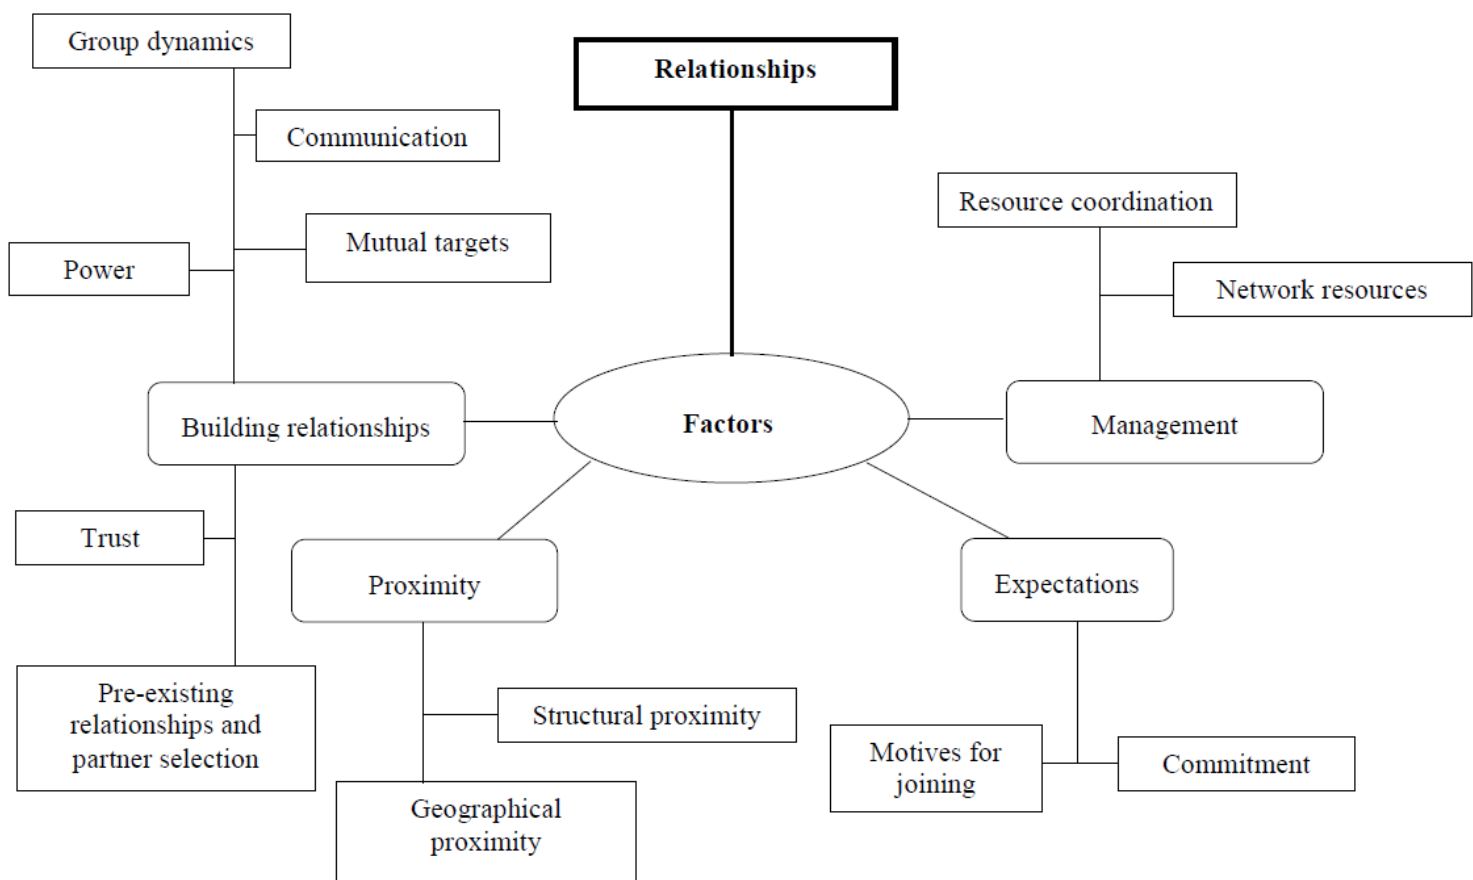 Group dynamics
Relationships
Communication
Resource coordination
Mutual targets
Power
Network resources
Building relationships
Factors
Management
Trust
Proximity
Expectations
Pre-existing
relationships and
partner selection
Structural proximity
Motives for
joining
Commitment
Geographical
proximity